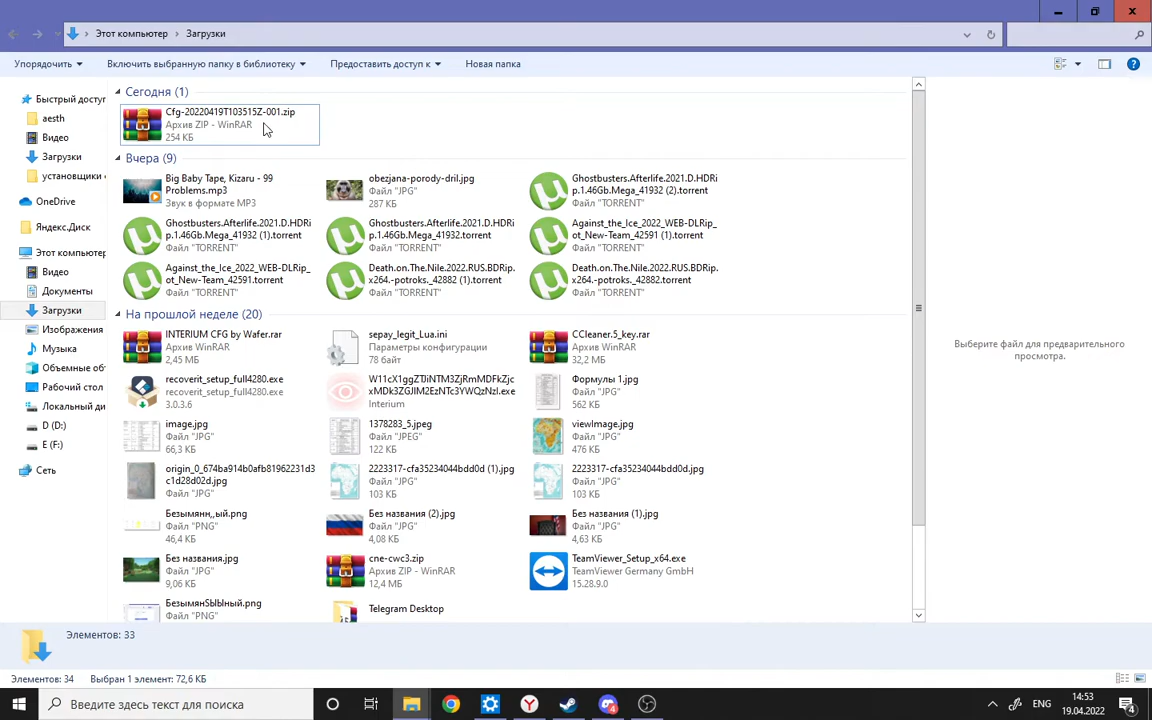 Этот компьютер
Загрузки
Упорядочить
Включить выбранную папку в библиотеку
Предоставить доступ к
Новая папка
Быстрый доступ
aesth
Видео
Загрузки
установщики
OneDrive
Яндекс.Диск
Этот компьютер
Видео
Документы
Загрузки
Изображения
Музыка
Объемные об
Рабочий стол
Локальный ди
D (D:)
E (F:)
Сеть
Сегодня (1)
Cfg-20220419T103515Z-001.zip
Архив ZIP - WinRAR
254 КБ
Вчера (9)
Big Baby Tape, Kizaru - 99
Problems.mp3
Звук в формате MP3
obezjana-porody-dril.jpg
Файл "JPG"
287 КБ
Ghostbusters.Afterlife.2021.D.HDRi
p.1.46Gb.Mega_41932 (2).torrent
Файл "TORRENT"
Ghostbusters.Afterlife.2021.D.HDRi
p.1.46Gb.Mega_41932 (1).torrent
Файл "TORRENT"
Ghostbusters.Afterlife.2021.D.HDRi
p.1.46Gb.Mega_41932.torrent
Файл "TORRENT"
Against_the_Ice_2022_WEB-DLRip_
ot_New-Team_42591 (1).torrent
Файл "TORRENT"
Against_the_Ice_2022_WEB-DLRip_
ot_New-Team_42591.torrent
Файл "TORRENT"
Death.on.The.Nile.2022.RUS.BDRip.
x264.-potroks._42882 (1).torrent
Файл "TORRENT"
Death.on.The.Nile.2022.RUS.BDRip.
x264.-potroks._42882.torrent
Файл "TORRENT"
На прошлой неделе (20)
INTERIUM CFG by Wafer.rar
Архив WinRAR
2,45 МБ
sepay_legit_Lua.ini
Параметры конфигурации
78 байт
CCleaner.5_key.rar
Архив WinRAR
32,2 МБ
recoverit_setup_full4280.exe
recoverit_setup_full4280.exe
3.0.3.6
Interium
Формулы 1.jpg
Файл "JPG"
562 КБ
image.jpg
Файл "JPG"
66,3 КБ
1378283_5.jpeg
Файл "JPEG"
122 КБ
viewImage.jpg
Файл "JPG"
476 КБ
origin_0_674ba914b0afb81962231d3
c1d28d02d.jpg
Файл "JPG"
2223317-cfa35234044bdd0d (1).jpg
Файл "JPG"
103 КБ
2223317-cfa35234044bdd0d.jpg
Файл "JPG"
103 КБ
Безымянн,,ый.png
Файл "PNG"
46,4 КБ
Без названия (2).jpg
Файл "JPG"
4,08 КБ
Без названия (1).jpg
Файл "JPG"
4,63 КБ
Без названия.jpg
Файл "JPG"
9,06 КБ
cne-cwc3.zip
Архив ZIP - WinRAR
12,4 МБ
TeamViewer_Setup_x64.exe
TeamViewer Germany GmbH
15.28.9.0
БезымянSЫЫный.png
Файл "PNG"
Telegram Desktop
Выберите файл для предварительного
просмотра.
Элементов: 33
Элементов: 34
Выбран 1 элемент: 72,6 КБ
Введите здесь текст для поиска
ENG
14:53
19.04.2022
4